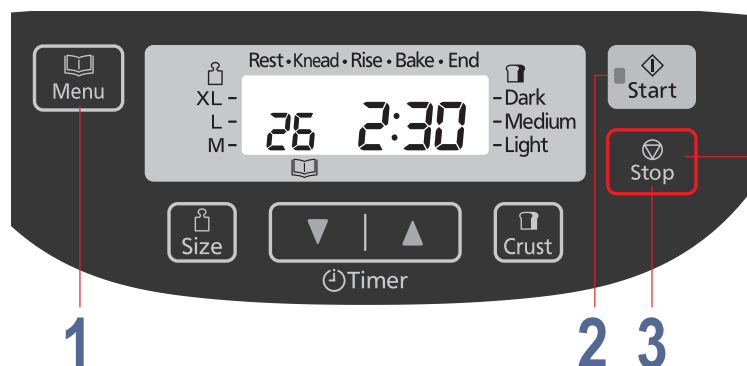 Menu
Rest • Knead • Rise • Bake • End
XL –
L –
M –
26 2:30
– Dark
– Medium
– Light
Start
Stop
Size
Crust
Timer
1
2
3